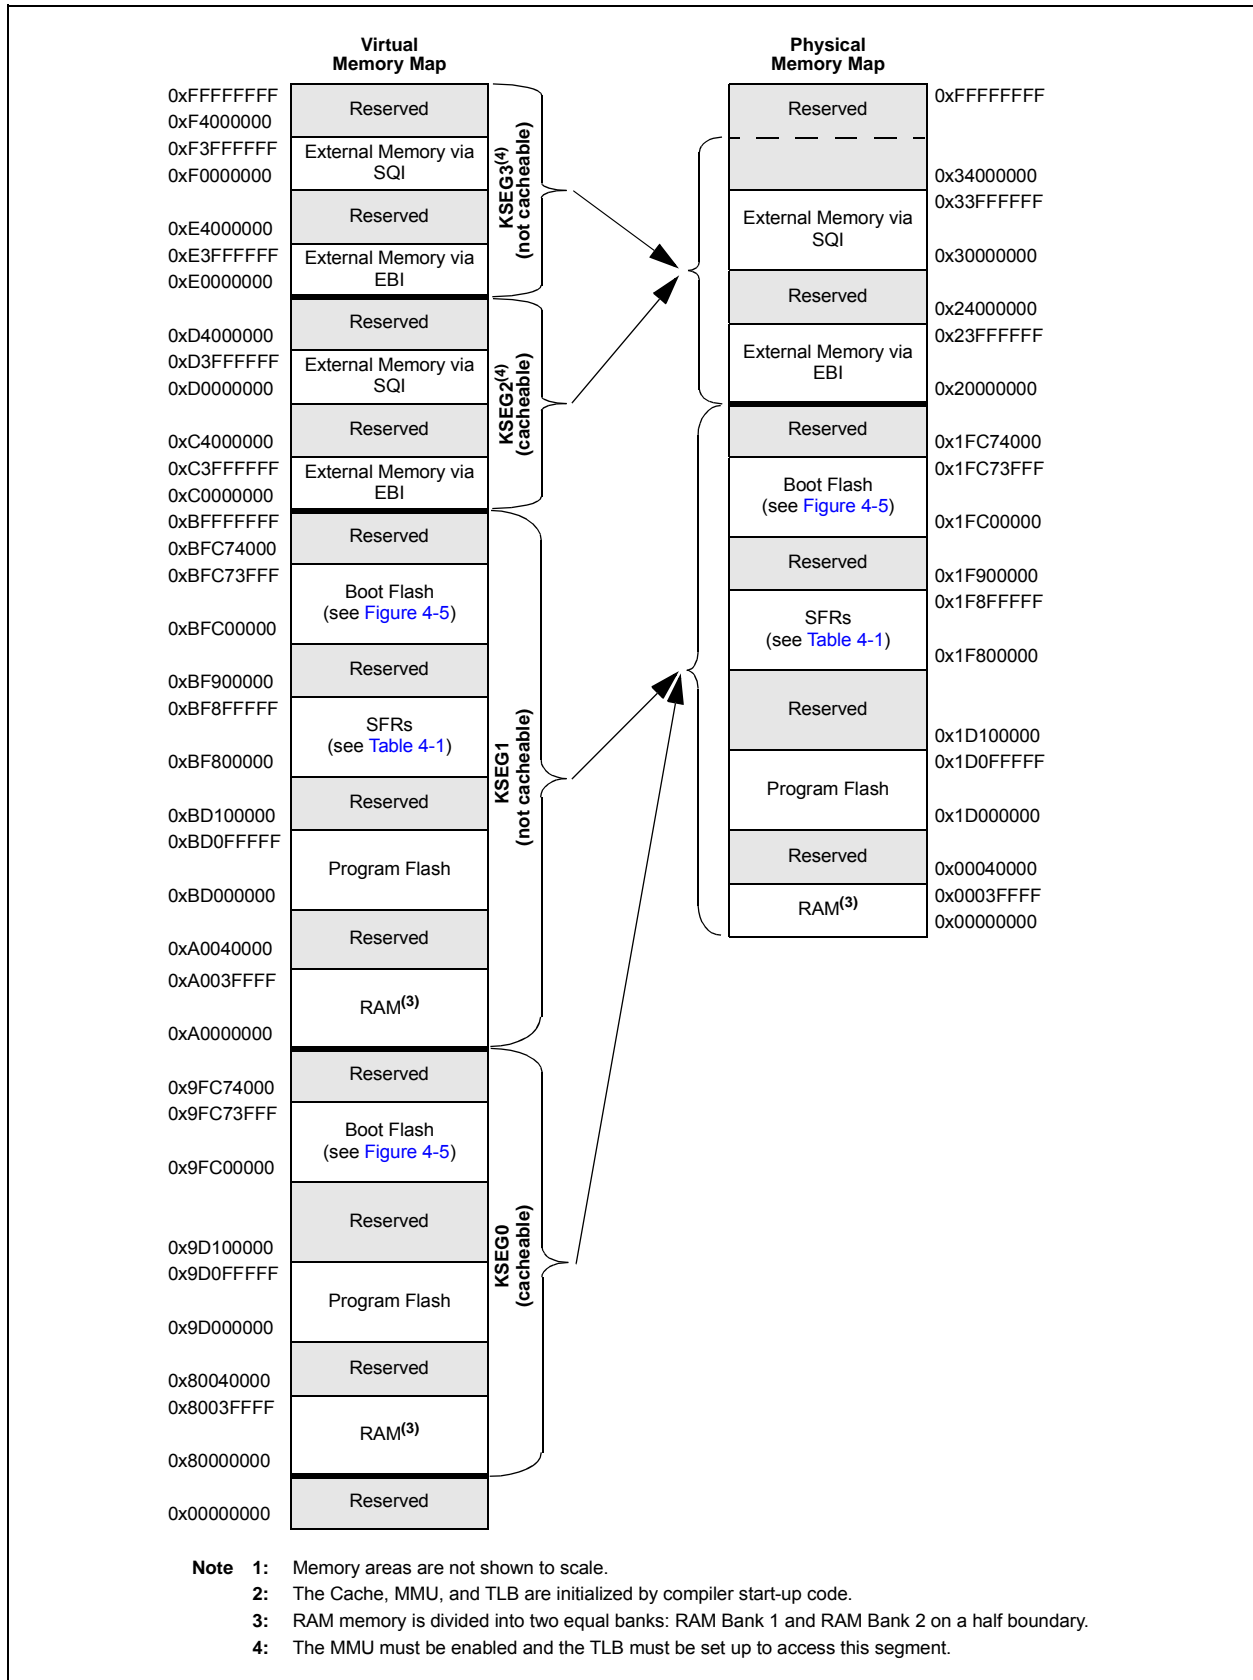 Virtual
Memory Map
0xFFFFFFFF
Reserved
0xF4000000
0xF3FFFFFF
External Memory via
SQI
0xF0000000
Reserved
0xE4000000
0xE3FFFFFF
External Memory via
EBI
0xE0000000
KSEG3(4)
(not cacheable)
Reserved
0xD4000000
0xD3FFFFFF
External Memory via
SQI
0xD0000000
Reserved
0xC4000000
0xC3FFFFFF
External Memory via
EBI
0xC0000000
KSEG2(4)
(cacheable)
0xBFFFFFFF
Reserved
0xBFC74000
0xBFC73FFF
Boot Flash
(see Figure 4-5)
0xBFC00000
Reserved
0xBF900000
0xBF8FFFFF
SFRs
(see Table 4-1)
0xBF800000
Reserved
0xBD100000
0xBD0FFFFF
Program Flash
0xBD000000
Reserved
0xA0040000
0xA003FFFF
RAM(3)
0xA0000000
KSEG1
(not cacheable)
Reserved
0x9FC74000
0x9FC73FFF
Boot Flash
(see Figure 4-5)
0x9FC00000
Reserved
0x9D100000
0x9D0FFFFF
Program Flash
0x9D000000
Reserved
0x80040000
0x8003FFFF
RAM(3)
0x80000000
KSEG0
(cacheable)
Reserved
0x00000000
Physical
Memory Map
0xFFFFFFFF
Reserved
0x34000000
0x33FFFFFF
External Memory via
SQI
0x30000000
Reserved
0x24000000
0x23FFFFFF
External Memory via
EBI
0x20000000
Reserved
0x1FC74000
0x1FC73FFF
Boot Flash
(see Figure 4-5)
0x1FC00000
Reserved
0x1F900000
0x1F8FFFFF
SFRs
(see Table 4-1)
0x1F800000
Reserved
0x1D100000
0x1D0FFFFF
Program Flash
0x1D000000
Reserved
0x00040000
0x0003FFFF
RAM(3)
0x00000000
Note 1: Memory areas are not shown to scale.
2: The Cache, MMU, and TLB are initialized by compiler start-up code.
3: RAM memory is divided into two equal banks: RAM Bank 1 and RAM Bank 2 on a half boundary.
4: The MMU must be enabled and the TLB must be set up to access this segment.